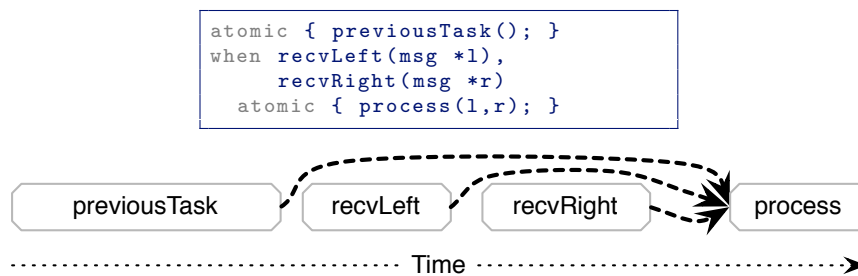 atomic { previousTask(); }
when recvLeft(msg *l),
     recvRight(msg *r)
  atomic { process(l,r); }
previousTask recvLeft recvRight process
Time